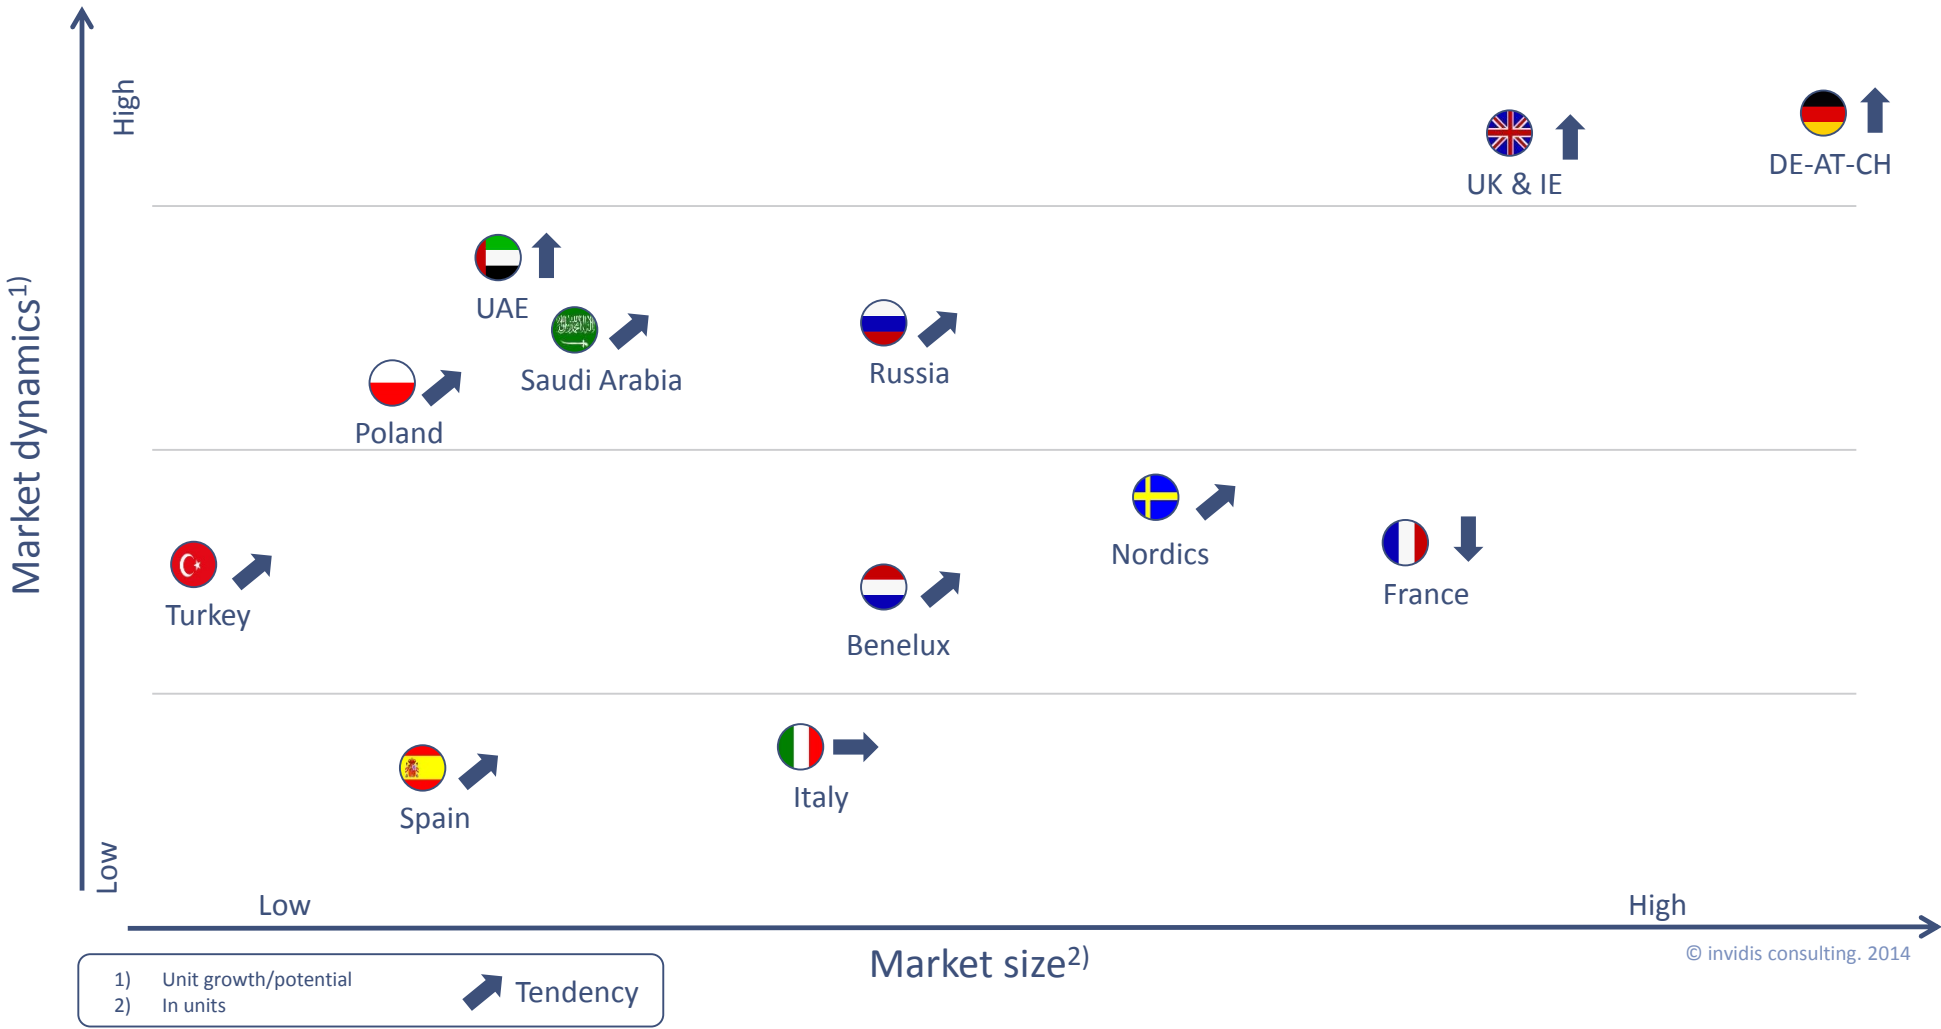 High
DE-AT-CH
UK & IE
UAE
Saudi Arabia
Russia
Poland
Market dynamics1)
Nordics
France
Turkey
Benelux
Italy
Spain
Low
Low
High
Market size2)
© invidis consulting. 2014
1) Unit growth/potential
2) In units
Tendency